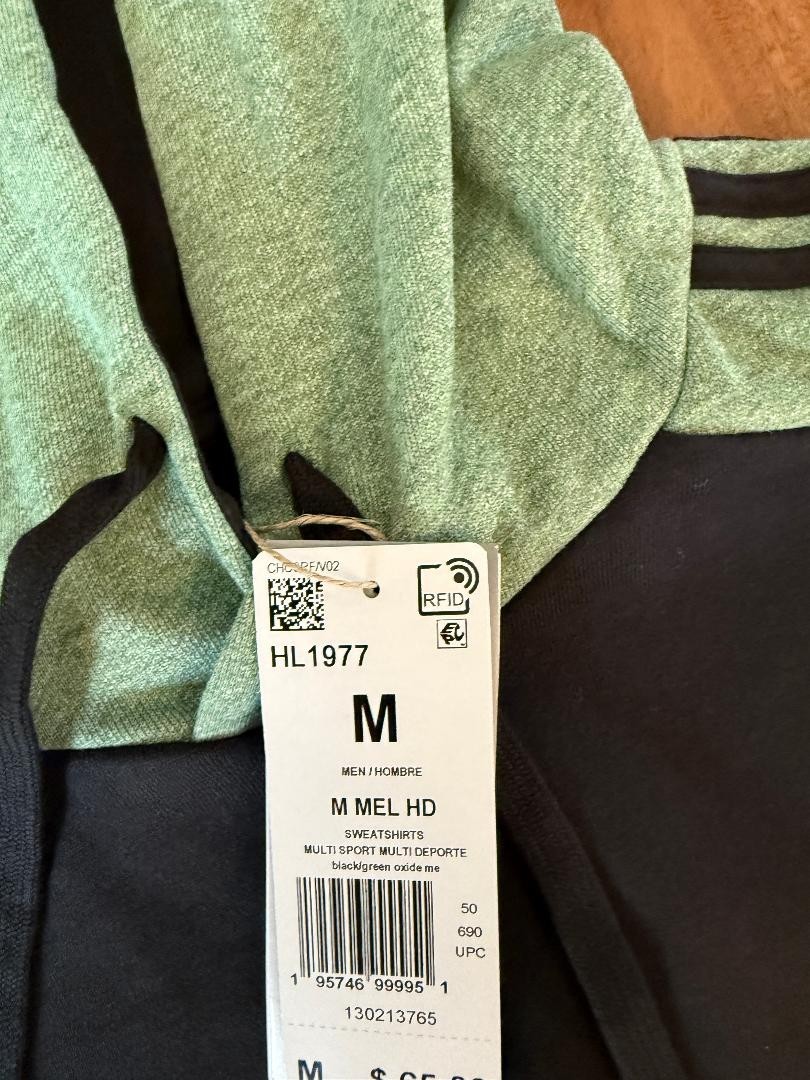 RFID
HL1977
M
MEN / HOMBRE
M MEL HD
SWEATSHIRTS
MULTI SPORT MULTI DEPORTE
black/green oxide me
50
690
UPC
1 95746 99995 1
130213765
M